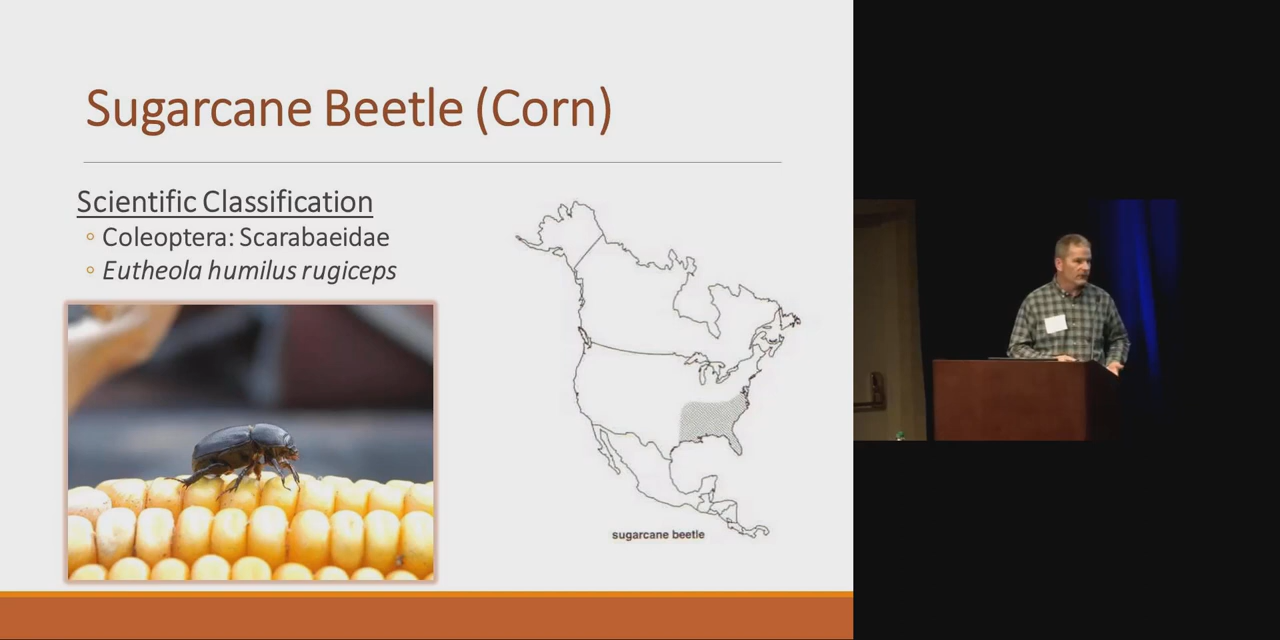 Sugarcane Beetle (Corn)
Scientific Classification
Coleoptera: Scarabaeidae
Eutheola humilus rugiceps
sugarcane beetle